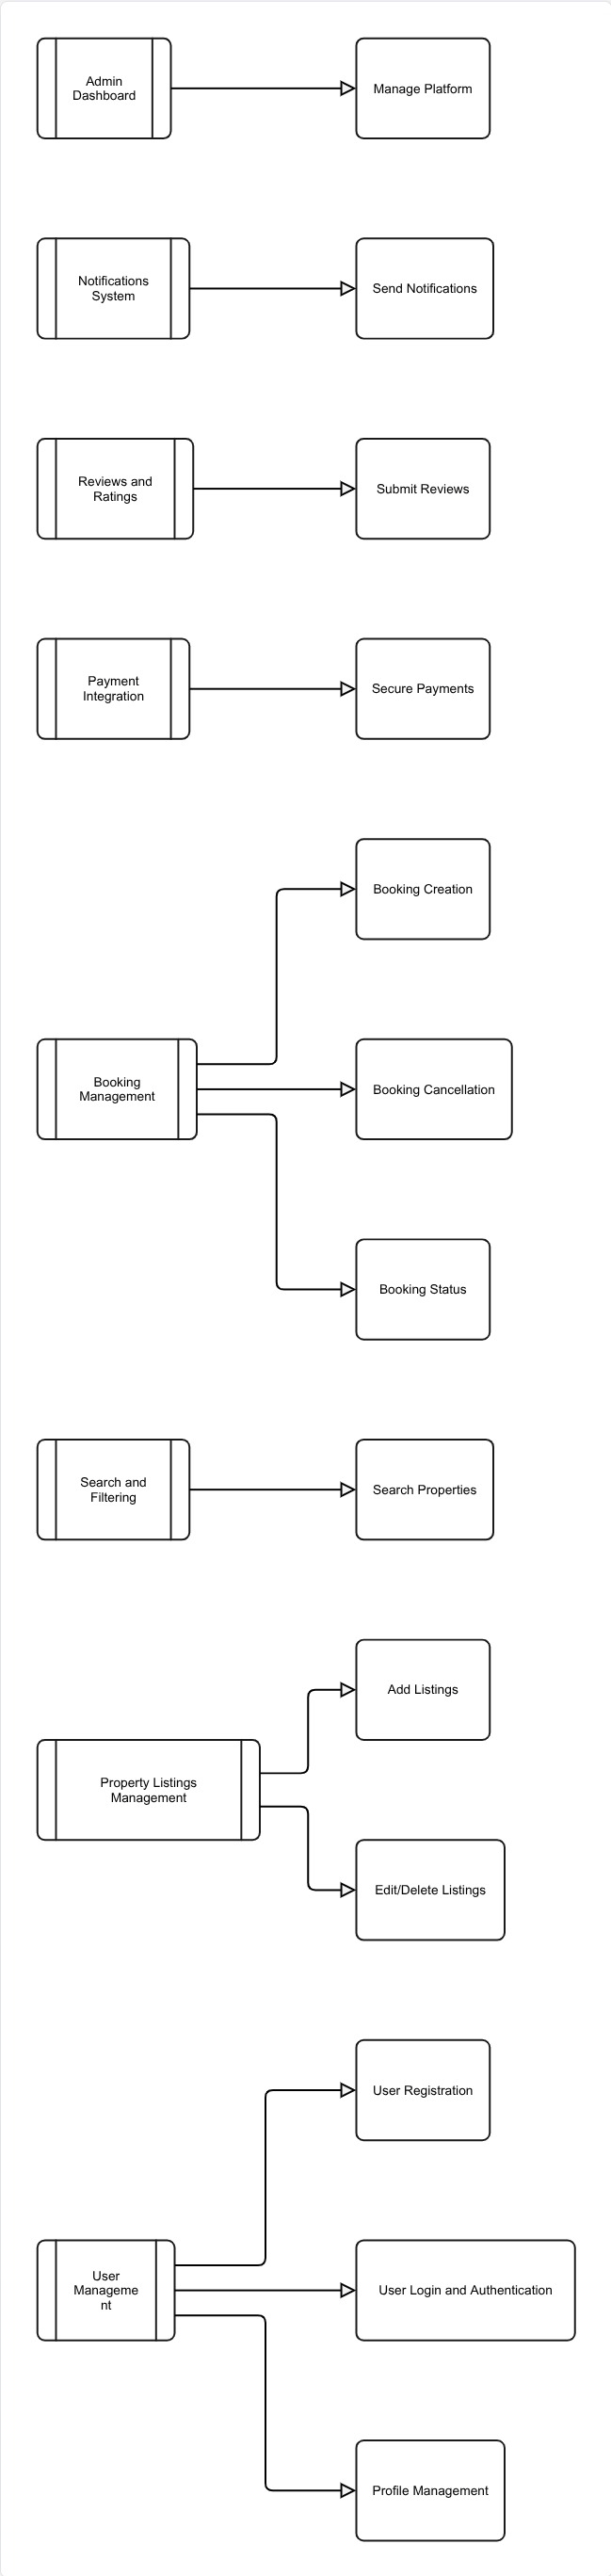 Admin
Dashboard
Manage Platform
Notifications
System
Send Notifications
Reviews and
Ratings
Submit Reviews
Payment
Integration
Secure Payments
Booking Creation
Booking
Management
Booking Cancellation
Booking Status
Search and
Filtering
Search Properties
Add Listings
Property Listings
Management
Edit/Delete Listings
User Registration
User
Manageme
nt
User Login and Authentication
Profile Management